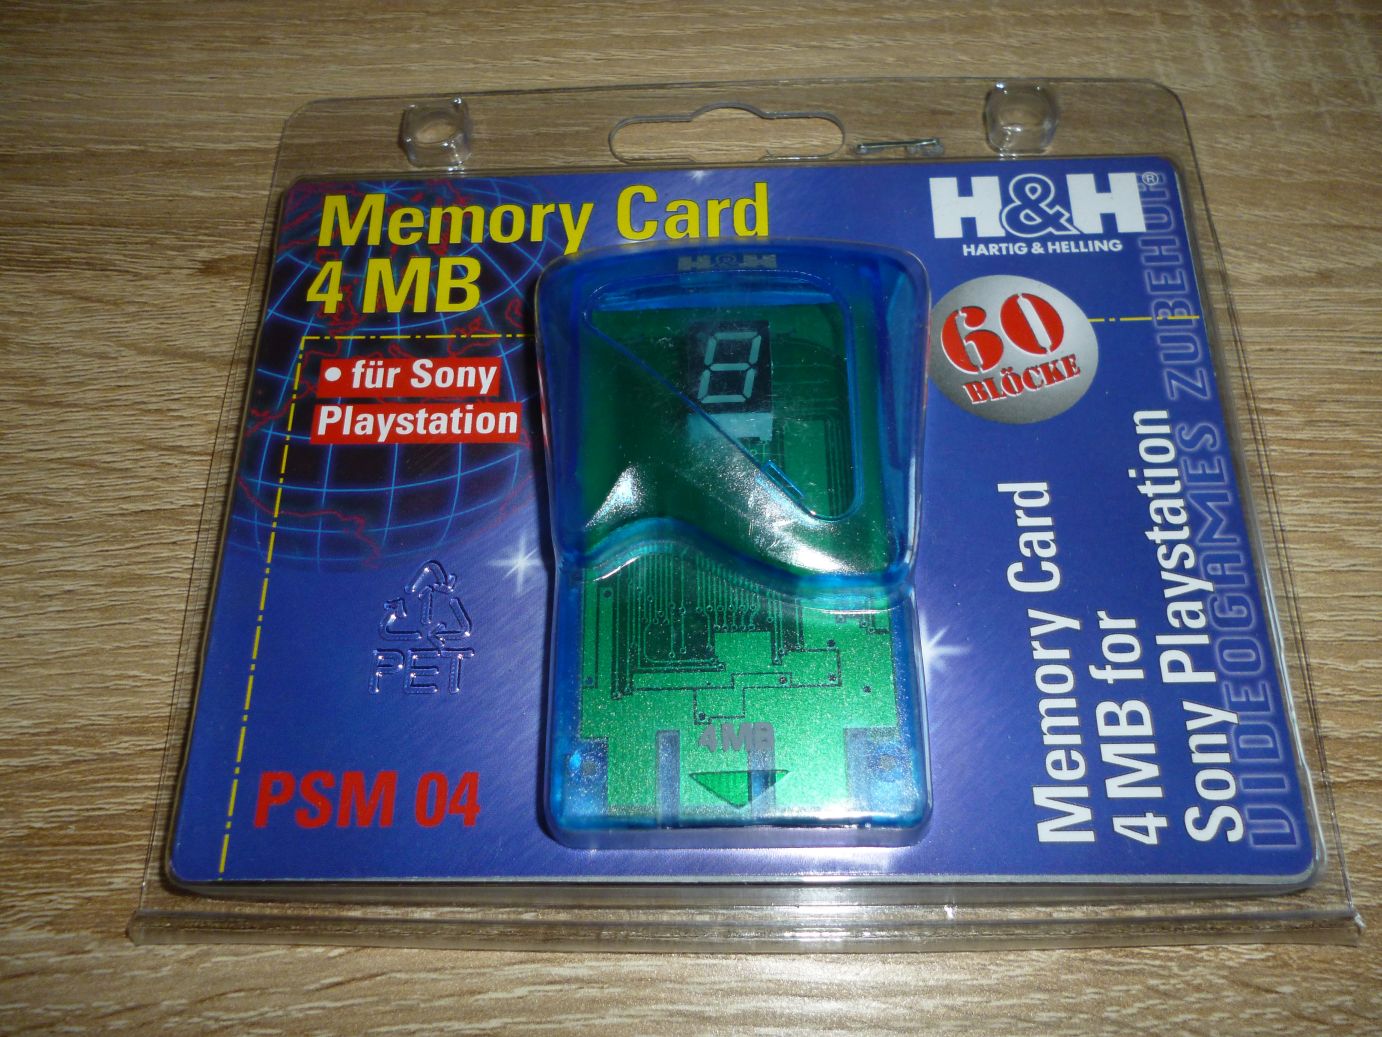 Memory Card
4 MB
• für Sony
Playstation
H&H®
HARTIG & HELLING
60
BLÖCKE
H&H
4MB
PET
PSM 04
Memory Card
4 MB for
Sony Playstation
VIDEOGAMES ZUBEHÖR